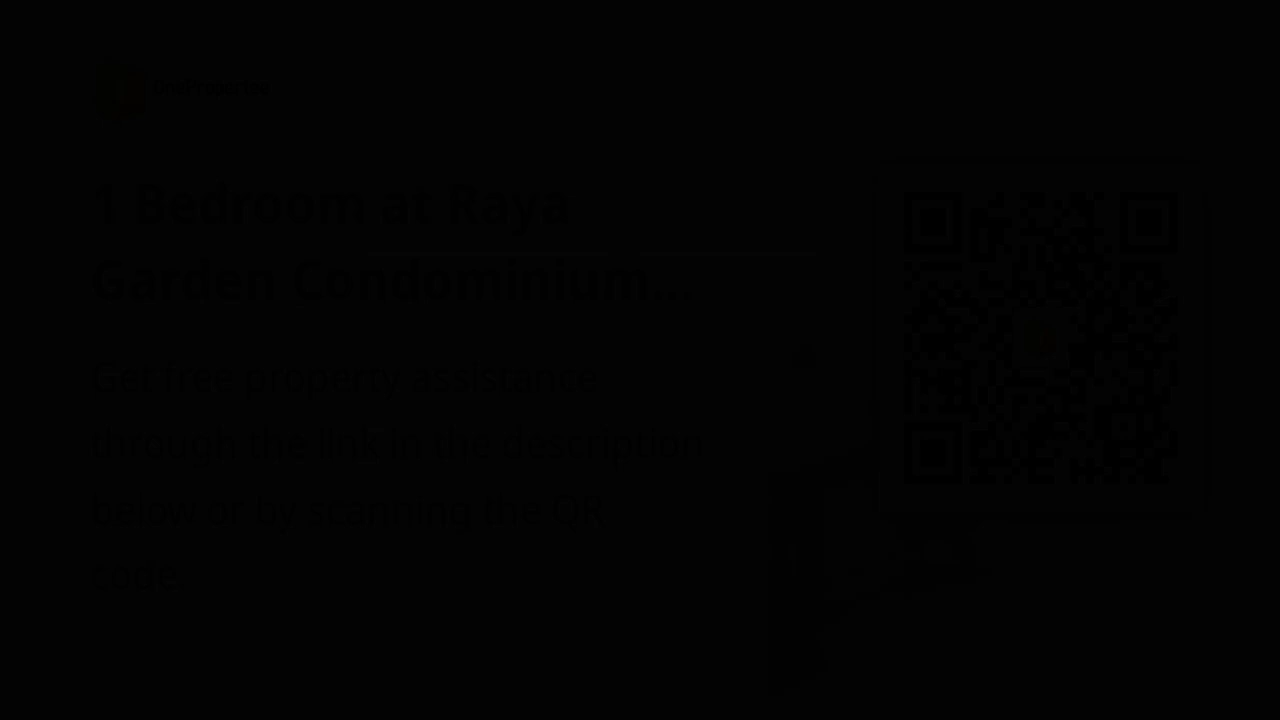 1 Bedroom at Raya
Garden Condominium...
Get free property assistance
through the link in the description
below or by scanning the QR
code.